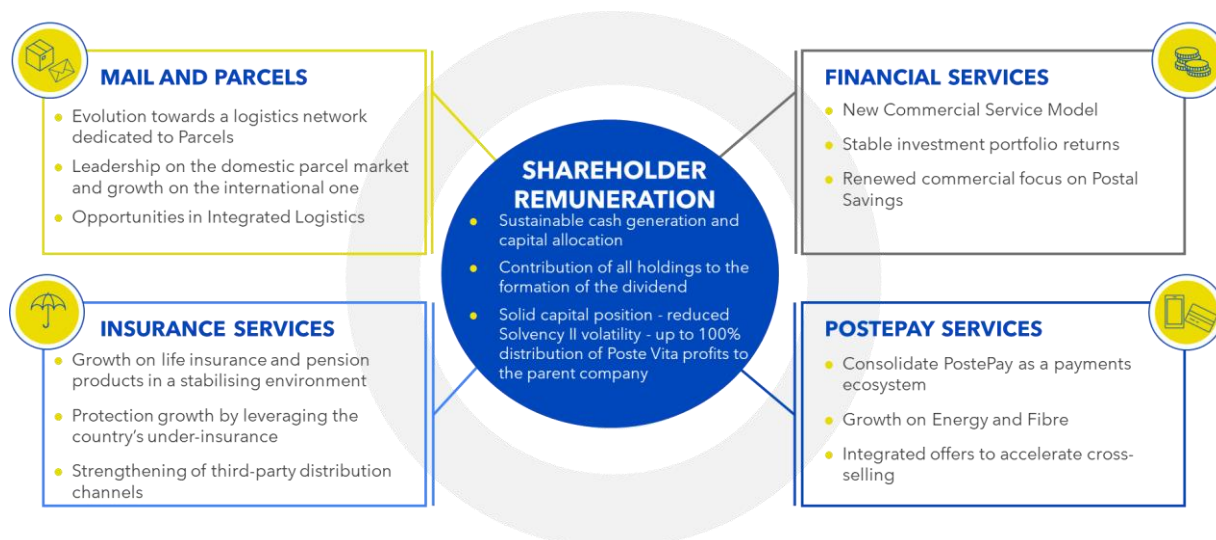 MAIL AND PARCELS
Evolution towards a logistics network
dedicated to Parcels
Leadership on the domestic parcel market
and growth on the international one
Opportunities in Integrated Logistics
FINANCIAL SERVICES
New Commercial Service Model
Stable investment portfolio returns
Renewed commercial focus on Postal
Savings
SHAREHOLDER
REMUNERATION
Sustainable cash generation and
capital allocation
Contribution of all holdings to the
formation of the dividend
Solid capital position - reduced
Solvency II volatility - up to 100%
distribution of Poste Vita profits to
the parent company
INSURANCE SERVICES
Growth on life insurance and pension
products in a stabilising environment
Protection growth by leveraging the
country's under-insurance
Strengthening of third-party distribution
channels
POSTEPAY SERVICES
Consolidate PostePay as a payments
ecosystem
Growth on Energy and Fibre
Integrated offers to accelerate cross-
selling